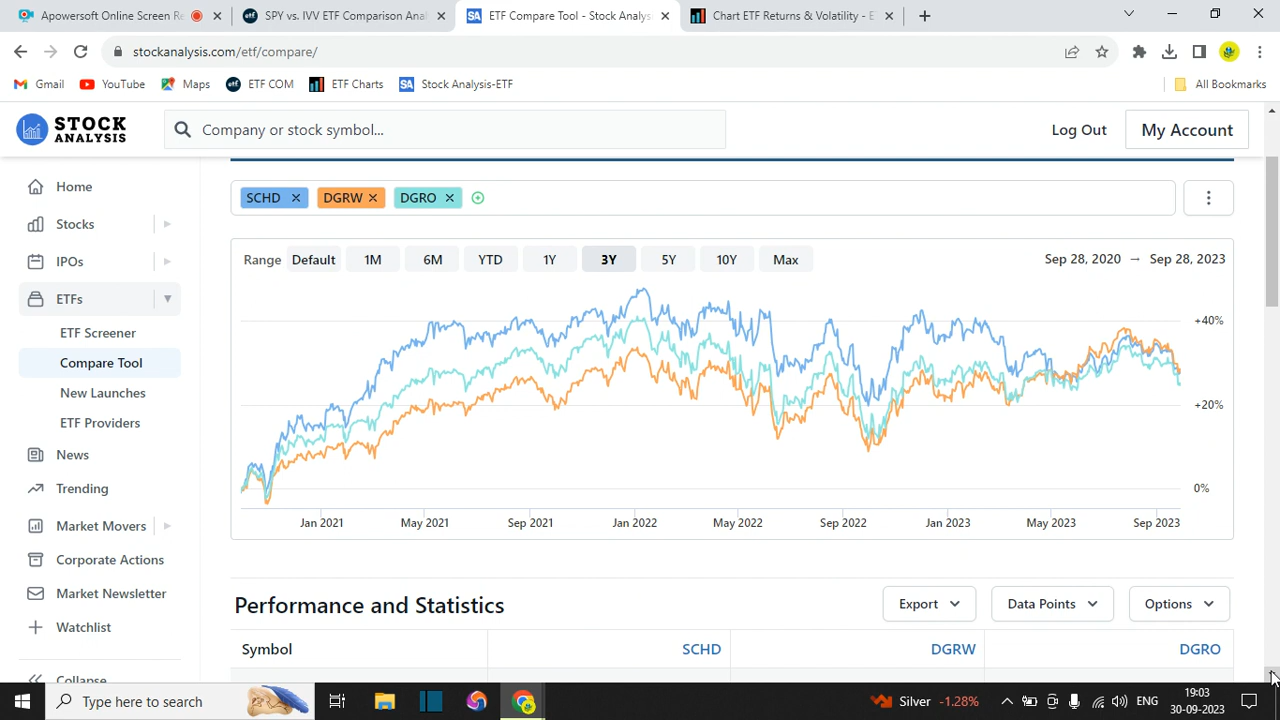 Apowersoft Online Screen Re
SPY vs. IVV ETF Comparison Anal
ETF Compare Tool - Stock Analys
Chart ETF Returns & Volatility - E
stockanalysis.com/etf/compare/
Gmail
YouTube
Maps
ETF COM
ETF Charts
Stock Analysis-ETF
All Bookmarks
STOCK
ANALYSIS
Company or stock symbol...
Log Out
My Account
Home
Stocks
IPOs
ETFs
ETF Screener
Compare Tool
New Launches
ETF Providers
News
Trending
Market Movers
Corporate Actions
Market Newsletter
Watchlist
Collapse
SCHD
DGRW
DGRO
Range Default 1M 6M YTD 1Y 3Y 5Y 10Y Max
Sep 28, 2020 → Sep 28, 2023
+40%
+20%
0%
Jan 2021 May 2021 Sep 2021 Jan 2022 May 2022 Sep 2022 Jan 2023 May 2023 Sep 2023
Performance and Statistics
Export
Data Points
Options
Symbol SCHD DGRW DGRO
Type here to search
Silver -1.28%
ENG
19:03
30-09-2023